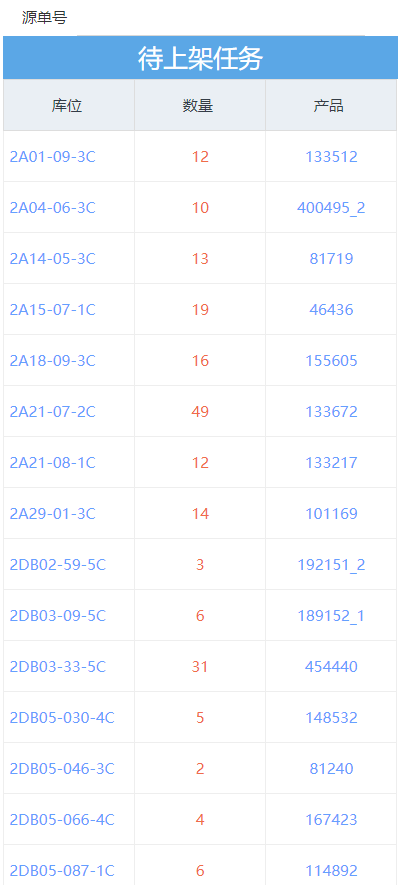 源单号
待上架任务
库位 数量 产品
2A01-09-3C 12 133512
2A04-06-3C 10 400495_2
2A14-05-3C 13 81719
2A15-07-1C 19 46436
2A18-09-3C 16 155605
2A21-07-2C 49 133672
2A21-08-1C 12 133217
2A29-01-3C 14 101169
2DB02-59-5C 3 192151_2
2DB03-09-5C 6 189152_1
2DB03-33-5C 31 454440
2DB05-030-4C 5 148532
2DB05-046-3C 2 81240
2DB05-066-4C 4 167423
2DB05-087-1C 6 114892